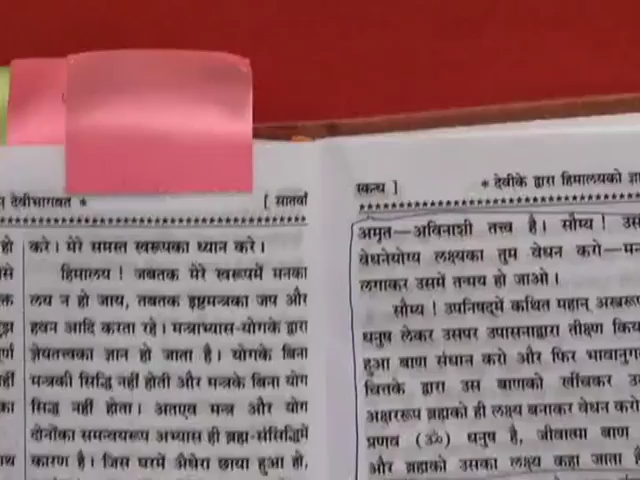 देवीभागवत * [ सातवाँ
करे। मेरे समस्त स्वरूपका ध्यान करे।
हिमालय ! जबतक मेरे स्वरूपमें मनका
लय न हो जाय, तबतक इष्टमन्त्रका जप और
हवन आदि करता रहे। मन्त्राभ्यास-योगके द्वारा
ज्ञेयतत्त्वका ज्ञान हो जाता है। योगके बिना
मन्त्रकी सिद्धि नहीं होती और मन्त्रके बिना योग
सिद्ध नहीं होता। अतएव मन्त्र और योग
दोनोंका समन्वयरूप अभ्यास ही ब्रह्म-संसिद्धिमें
कारण है। जिस घरमें अँधेरा छाया हुआ हो,
स्कन्ध ] * देवीके द्वारा हिमालयको
अमृत—अविनाशी तत्त्व है। सौम्य !
वेधनेयोग्य लक्ष्यका तुम वेधन करो—
लगाकर उसमें तन्मय हो जाओ।
सौम्य ! उपनिषद्में कथित महान्
धनुष लेकर उसपर उपासनाद्वारा तीक्ष्ण
हुआ बाण संधान करो और फिर
चित्तके द्वारा उस बाणको खींचकर
अक्षररूप ब्रह्मको ही लक्ष्य बनाकर वेधन करो
प्रणव (ॐ) धनुष है, जीवात्मा बाण
और ब्रह्मको उसका लक्ष्य कहा जाता